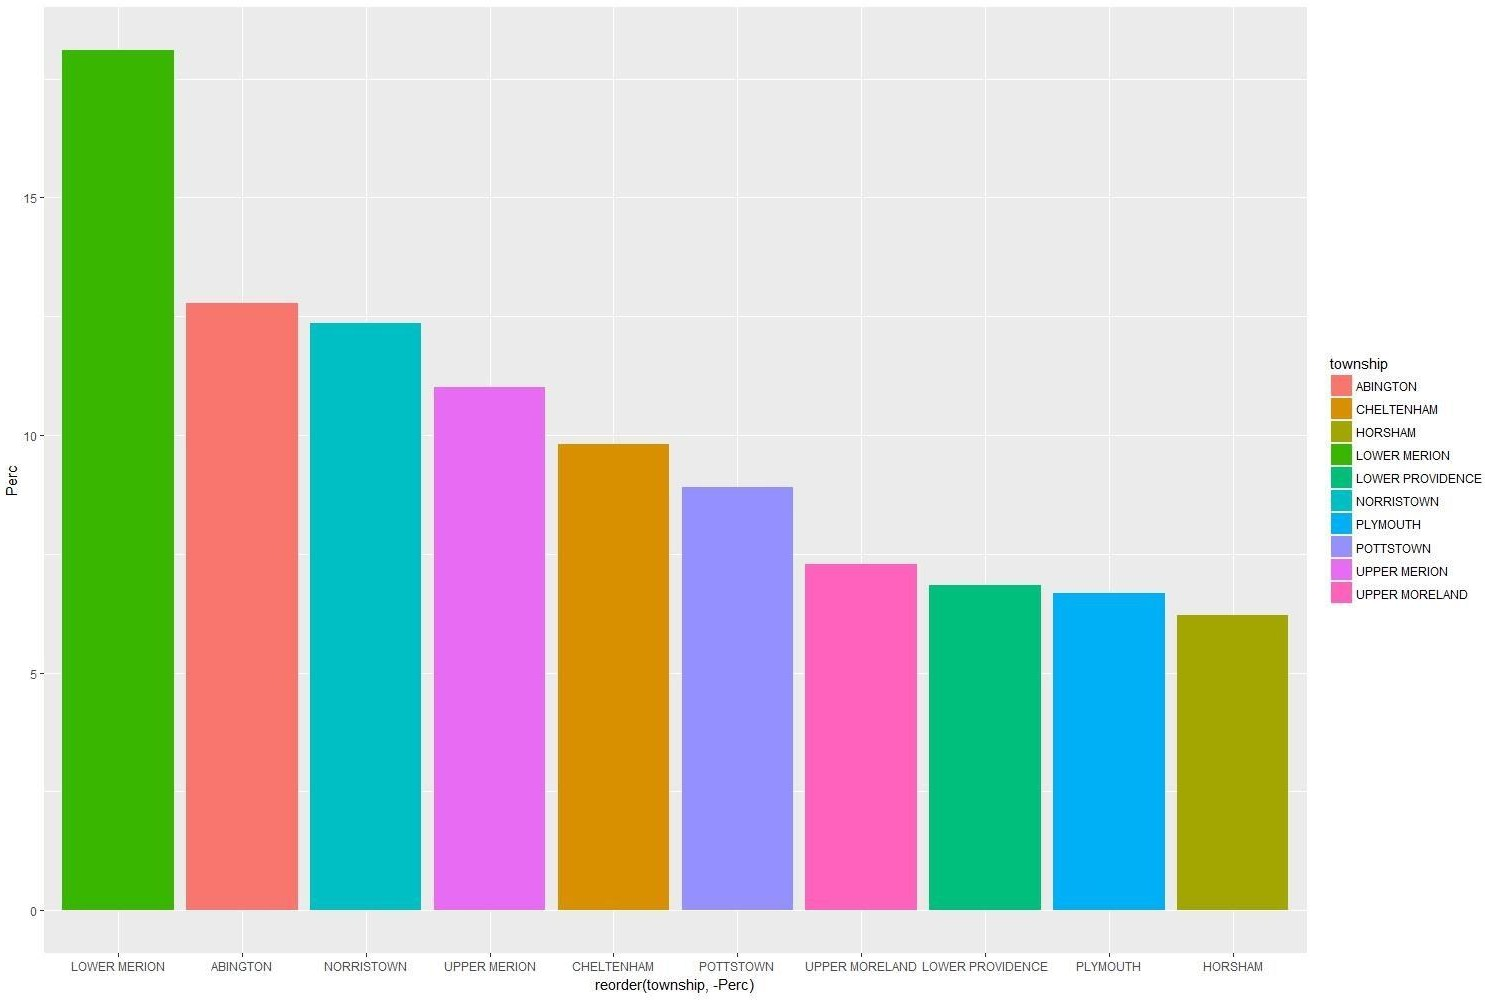 Perc
15
10
5
0
LOWER MERION ABINGTON NORRISTOWN UPPER MERION CHELTENHAM POTTSTOWN UPPER MORELAND LOWER PROVIDENCE PLYMOUTH HORSHAM
reorder(township, -Perc)
township
ABINGTON
CHELTENHAM
HORSHAM
LOWER MERION
LOWER PROVIDENCE
NORRISTOWN
PLYMOUTH
POTTSTOWN
UPPER MERION
UPPER MORELAND